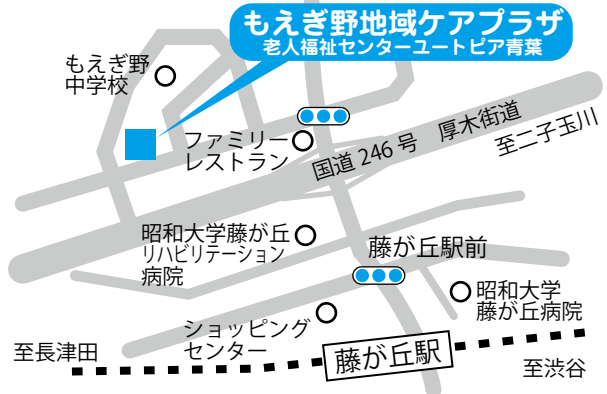 もえぎ野地域ケアプラザ
老人福祉センターユートピア青葉
もえぎ野
中学校
ファミリー
レストラン
国道246号 厚木街道
至二子玉川
昭和大学藤が丘
リハビリテーション
病院
藤が丘駅前
昭和大学
藤が丘病院
ショッピング
センター
至長津田
藤が丘駅
至渋谷